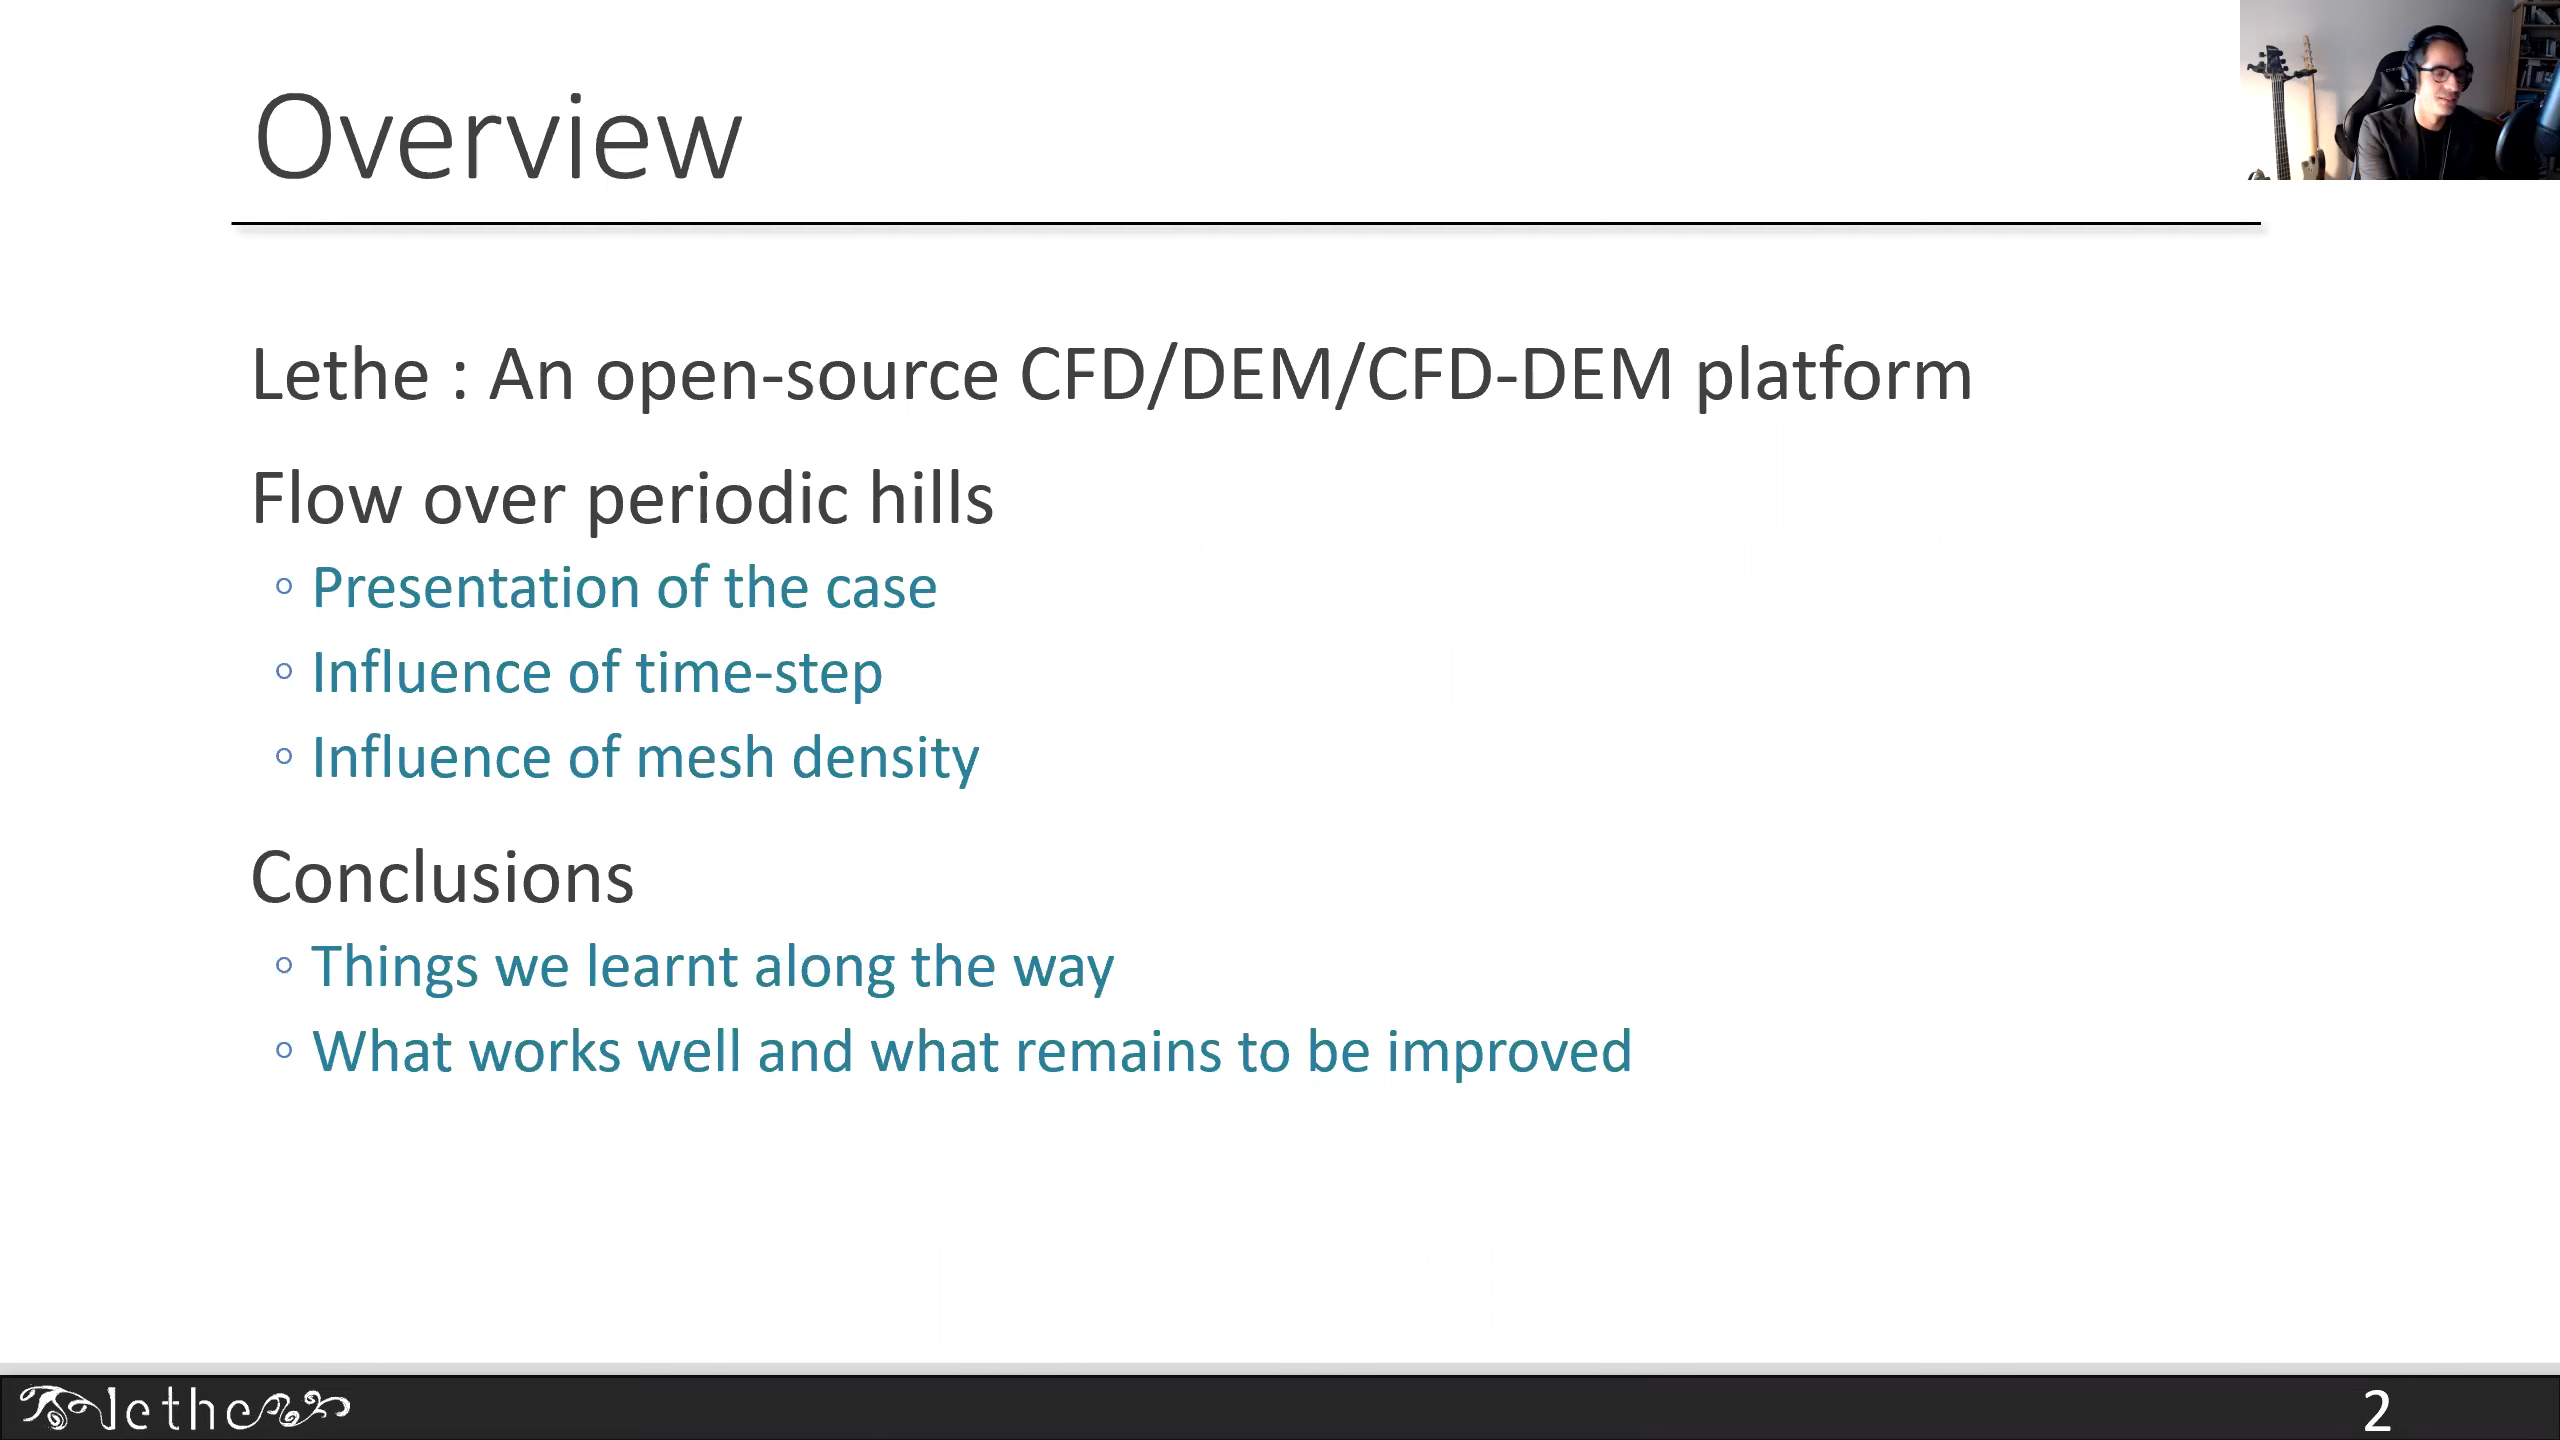 Overview
Lethe : An open-source CFD/DEM/CFD-DEM platform
Flow over periodic hills
◦ Presentation of the case
◦ Influence of time-step
◦ Influence of mesh density
Conclusions
◦ Things we learnt along the way
◦ What works well and what remains to be improved
lethe
2